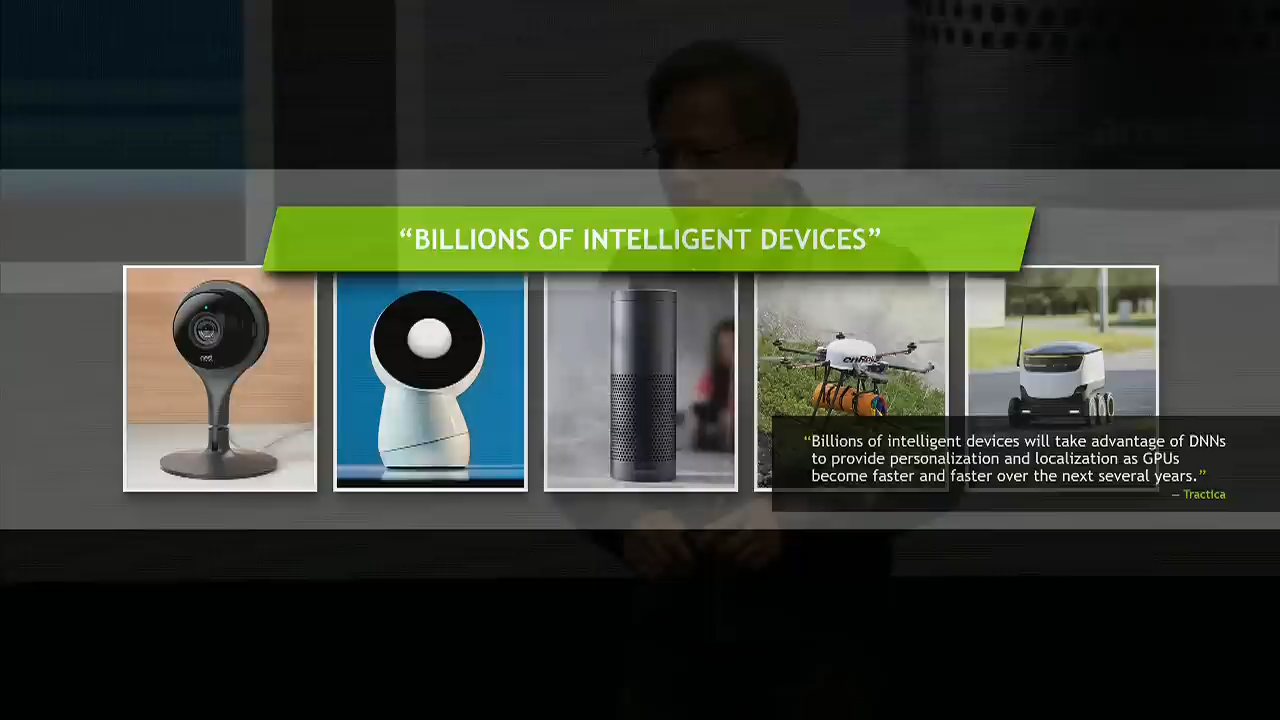 “BILLIONS OF INTELLIGENT DEVICES”
nest
“Billions of intelligent devices will take advantage of DNNs
to provide personalization and localization as GPUs
become faster and faster over the next several years.”
– Tractica